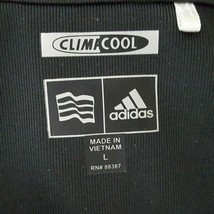 CLIMACOOL
adidas
MADE IN
VIETNAM
L
RN# 88387